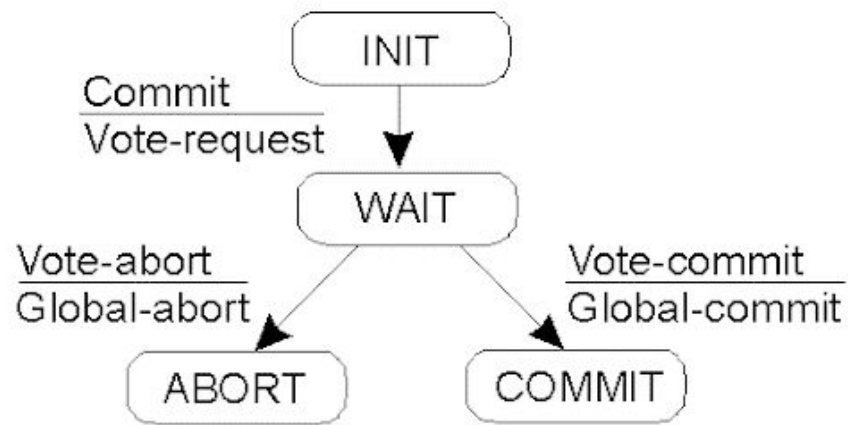 INIT
Commit
Vote-request
WAIT
Vote-abort
Global-abort
Vote-commit
Global-commit
ABORT
COMMIT